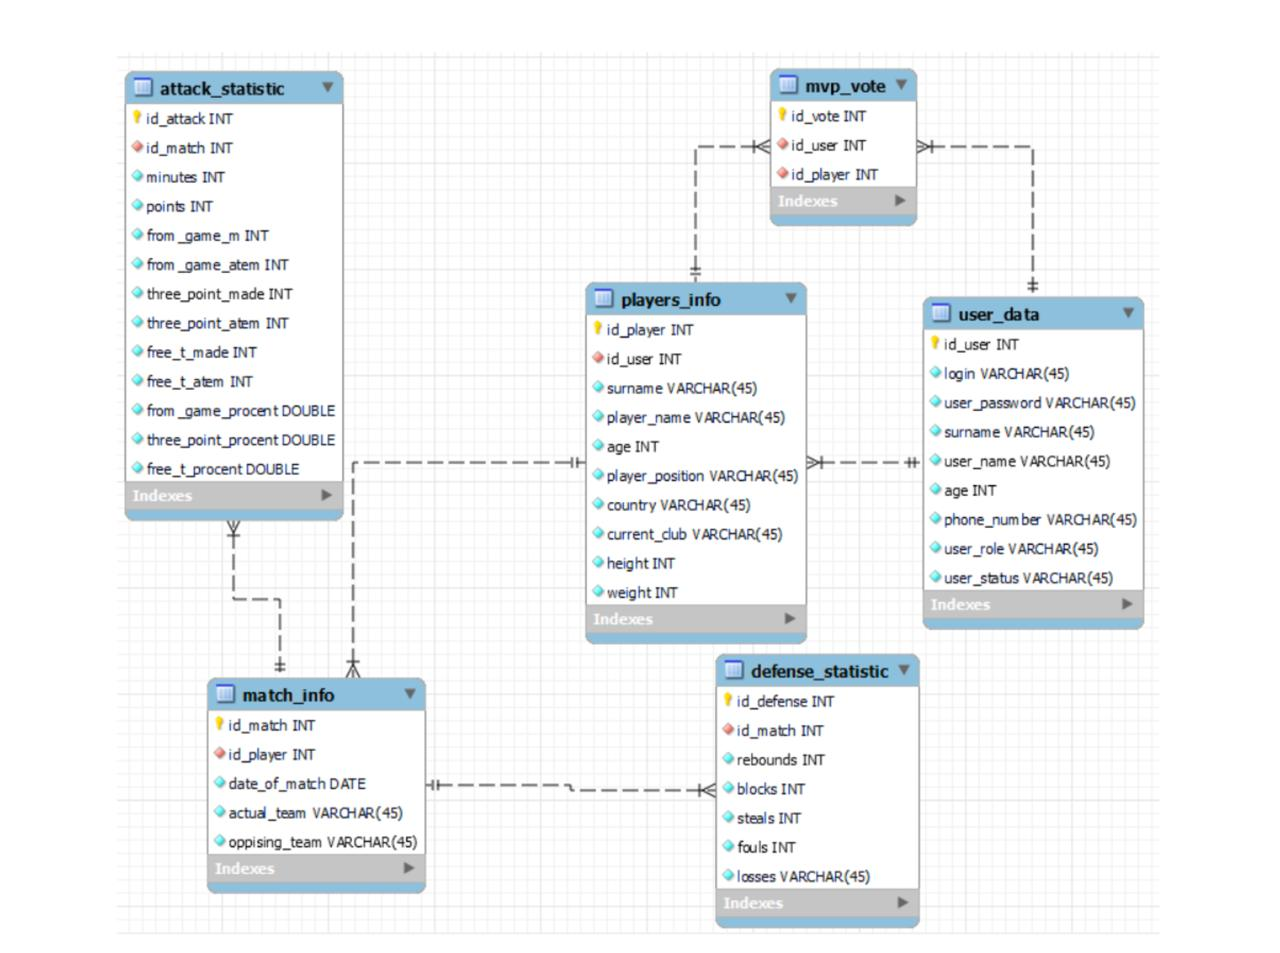 attack_statistic
id_attack INT
id_match INT
minutes INT
points INT
from_game_m INT
from_game_atem INT
three_point_made INT
three_point_atem INT
free_t_made INT
free_t_atem INT
from_game_procent DOUBLE
three_point_procent DOUBLE
free_t_procent DOUBLE
Indexes
mvp_vote
id_vote INT
id_user INT
id_player INT
Indexes
players_info
id_player INT
id_user INT
surname VARCHAR(45)
player_name VARCHAR(45)
age INT
player_position VARCHAR(45)
country VARCHAR(45)
current_club VARCHAR(45)
height INT
weight INT
Indexes
user_data
id_user INT
login VARCHAR(45)
user_password VARCHAR(45)
surname VARCHAR(45)
user_name VARCHAR(45)
age INT
phone_number VARCHAR(45)
user_role VARCHAR(45)
user_status VARCHAR(45)
Indexes
match_info
id_match INT
id_player INT
date_of_match DATE
actual_team VARCHAR(45)
oppising_team VARCHAR(45)
Indexes
defense_statistic
id_defense INT
id_match INT
rebounds INT
blocks INT
steals INT
fouls INT
losses VARCHAR(45)
Indexes